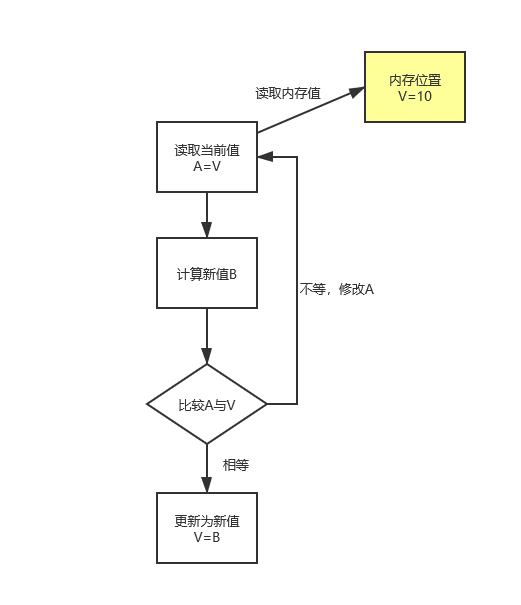 内存位置
V=10
读取内存值
读取当前值
A=V
计算新值B
不等，修改A
比较A与V
相等
更新为新值
V=B